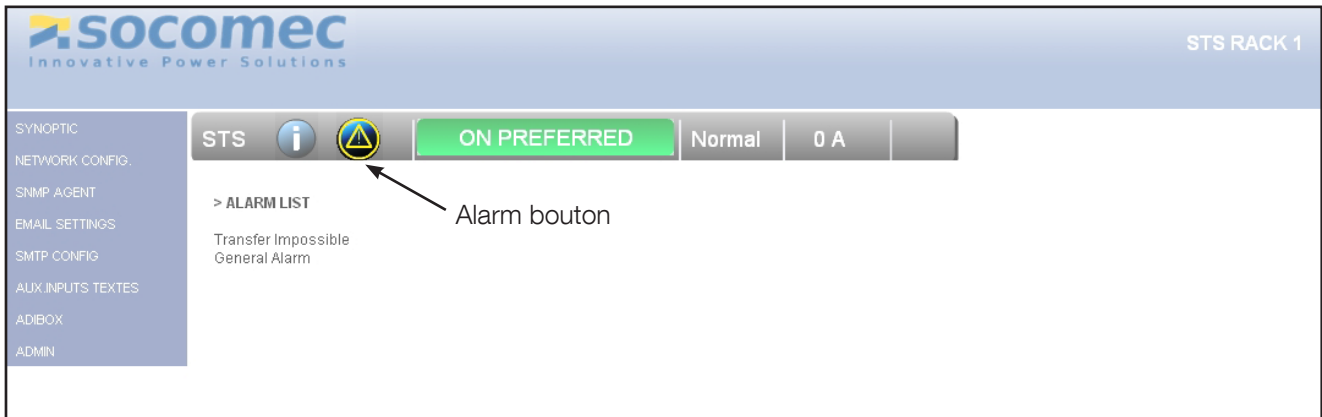 socomec
Innovative Power Solutions
STS RACK 1
SYNOPTIC
NETWORK CONFIG.
SNMP AGENT
EMAIL SETTINGS
SMTP CONFIG
AUX.INPUTS TEXTES
ADIBOX
ADMIN
STS i ON PREFERRED Normal 0 A
> ALARM LIST
Alarm bouton
Transfer Impossible
General Alarm